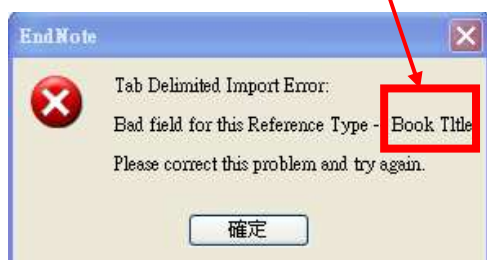 EndNote
Tab Delimited Import Error:
Bad field for this Reference Type - Book TItle
Please correct this problem and try again.
確定